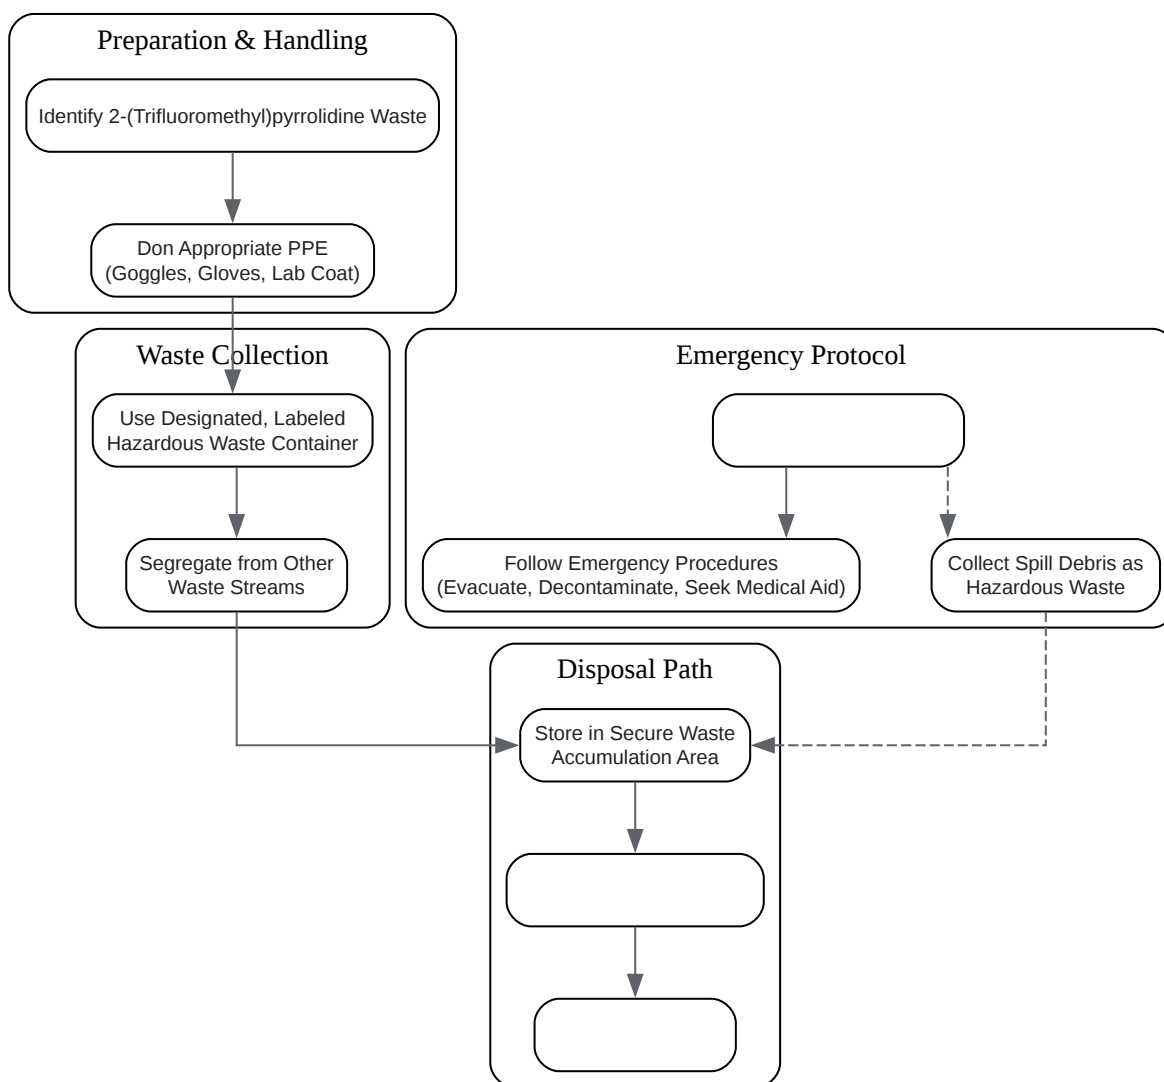 Preparation & Handling
Identify 2-(Trifluoromethyl)pyrrolidine Waste
Don Appropriate PPE
(Goggles, Gloves, Lab Coat)
Waste Collection
Use Designated, Labeled
Hazardous Waste Container
Segregate from Other
Waste Streams
Emergency Protocol
Follow Emergency Procedures
(Evacuate, Decontaminate, Seek Medical Aid)
Collect Spill Debris as
Hazardous Waste
Disposal Path
Store in Secure Waste
Accumulation Area